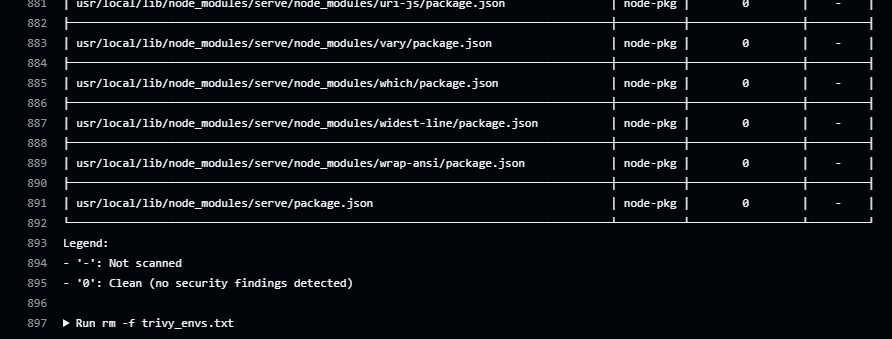 881 | usr/local/lib/node_modules/serve/node_modules/uri-js/package.json | node-pkg | 0 | - |
882
883 | usr/local/lib/node_modules/serve/node_modules/vary/package.json | node-pkg | 0 | - |
884
885 | usr/local/lib/node_modules/serve/node_modules/which/package.json | node-pkg | 0 | - |
886
887 | usr/local/lib/node_modules/serve/node_modules/widest-line/package.json | node-pkg | 0 | - |
888
889 | usr/local/lib/node_modules/serve/node_modules/wrap-ansi/package.json | node-pkg | 0 | - |
890
891 | usr/local/lib/node_modules/serve/package.json | node-pkg | 0 | - |
892
893 Legend:
894 - '-': Not scanned
895 - '0': Clean (no security findings detected)
896
897 ▶ Run rm -f trivy_envs.txt